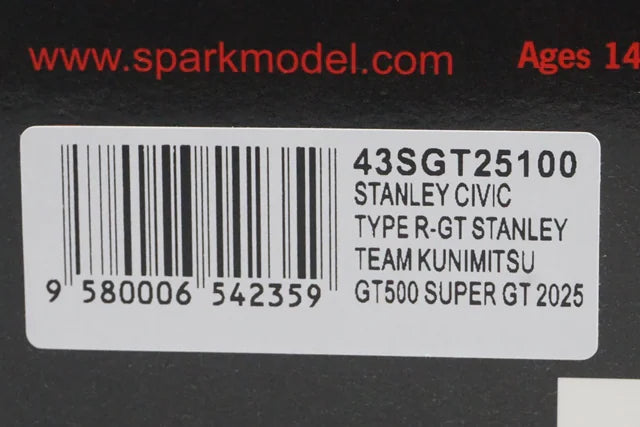 www.sparkmodel.com
Ages 14
43SGT25100
STANLEY CIVIC
TYPE R-GT STANLEY
TEAM KUNIMITSU
GT500 SUPER GT 2025
9 580006 542359